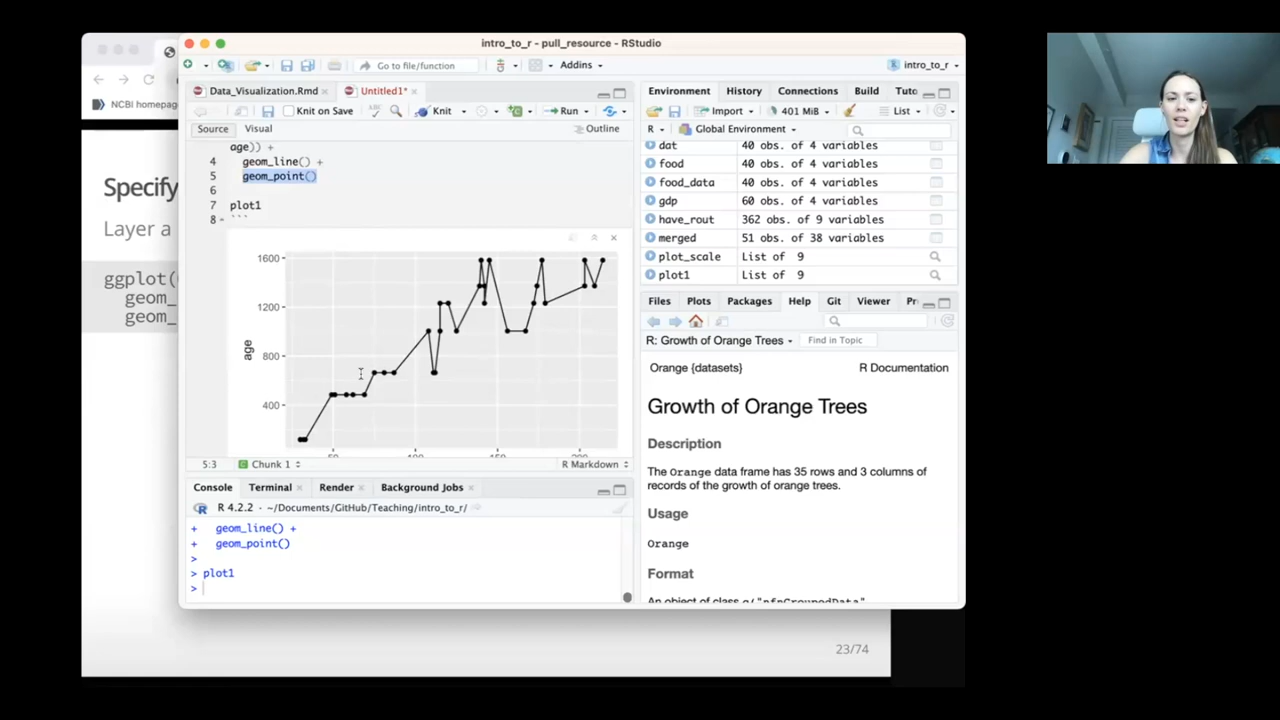 intro_to_r - pull_resource - RStudio
Go to file/function
Addins
intro_to_r
NCBI homepag
Specify
Layer a
ggplot(
geom_
geom_
23/74
Data_Visualization.Rmd
Untitled1*
Knit on Save
Knit
Run
Source
Visual
Outline
age)) +
4 geom_line() +
5 geom_point()
6
7 plot1
8 ```
1600
1200
800
400
age
5:3
Chunk 1
R Markdown
Console
Terminal
Render
Background Jobs
R 4.2.2 · ~/Documents/GitHub/Teaching/intro_to_r/
+ geom_line() +
+ geom_point()
>
> plot1
>
Environment
History
Connections
Build
Tuto
Import
401 MiB
List
R
Global Environment
dat 40 obs. of 4 variables
food 40 obs. of 4 variables
food_data 40 obs. of 4 variables
gdp 60 obs. of 4 variables
have_rout 362 obs. of 9 variables
merged 51 obs. of 38 variables
plot_scale List of 9
plot1 List of 9
Files
Plots
Packages
Help
Git
Viewer
Pr
R: Growth of Orange Trees
Find in Topic
Orange {datasets}
R Documentation
Growth of Orange Trees
Description
The Orange data frame has 35 rows and 3 columns of
records of the growth of orange trees.
Usage
Orange
Format
An object of class c("nfnGroupedData",